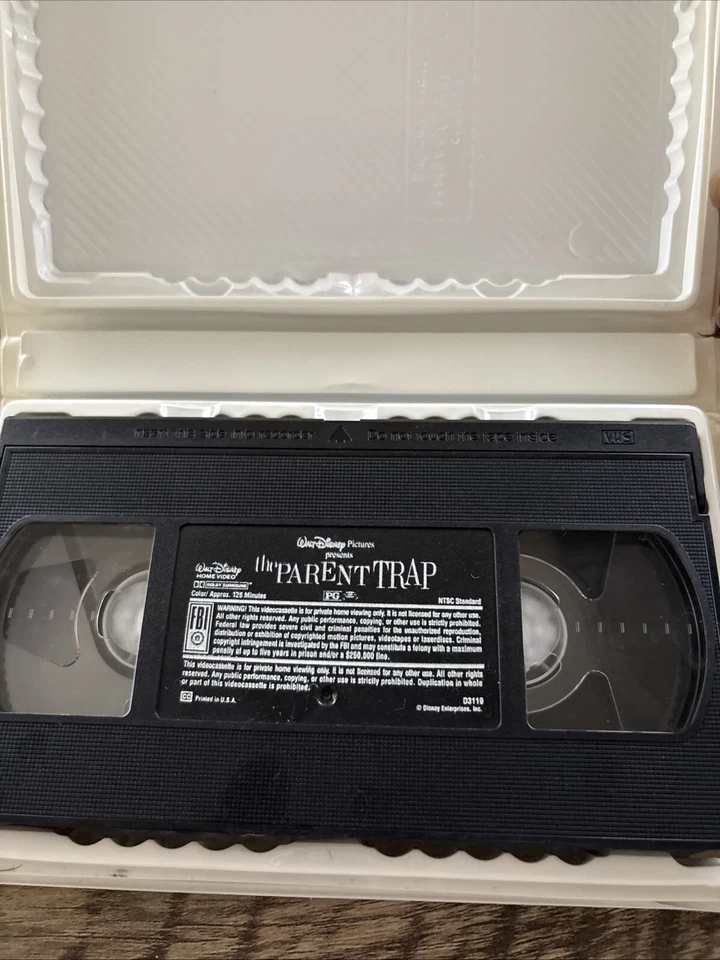 Insert this side into recorder Do not touch the tape inside VHS
Walt Disney Pictures
presents
Walt Disney
HOME VIDEO
the PARENT TRAP
DOLBY SURROUND
PG
Color/Approx. 128 Minutes NTSC Standard
FBI
WARNING! This videocassette is for private home viewing only. It is not licensed for any other use.
All other rights reserved. Any public performance, copying, or other use is strictly prohibited.
Federal law provides severe civil and criminal penalties for the unauthorized reproduction,
distribution or exhibition of copyrighted motion pictures, videotapes or laserdiscs. Criminal
copyright infringement is investigated by the FBI and may constitute a felony with a maximum
penalty of up to five years in prison and/or a $250,000 fine.
This videocassette is for private home viewing only. It is not licensed for any other use. All other rights
reserved. Any public performance, copying, or other use is strictly prohibited. Duplication in whole
or part of this videocassette is prohibited.
CC Printed in U.S.A. D3119
© Disney Enterprises, Inc.